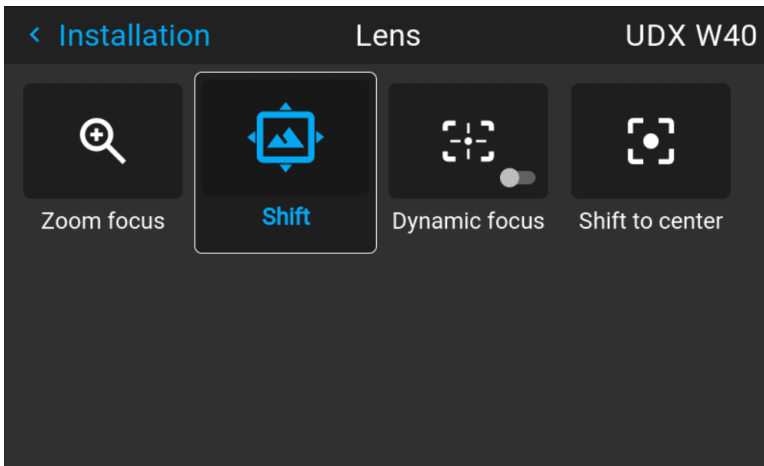 Installation Lens UDX W40
Zoom focus Shift Dynamic focus Shift to center